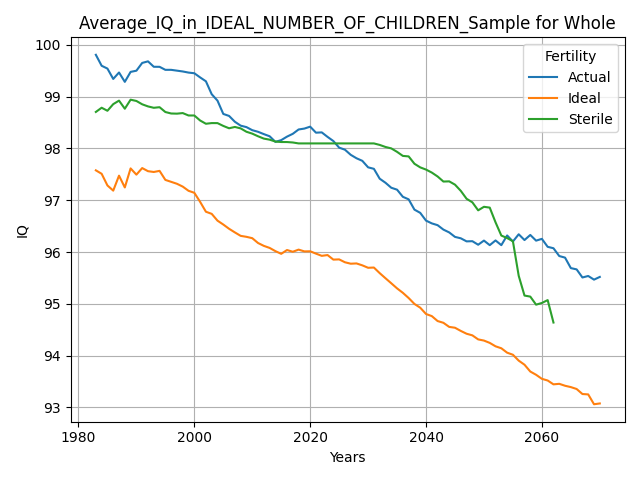 Average_IQ_in_IDEAL_NUMBER_OF_CHILDREN_Sample for Whole
100
99
98
97
96
95
94
93
IQ
Fertility
Actual
Ideal
Sterile
1980
2000
2020
2040
2060
Years